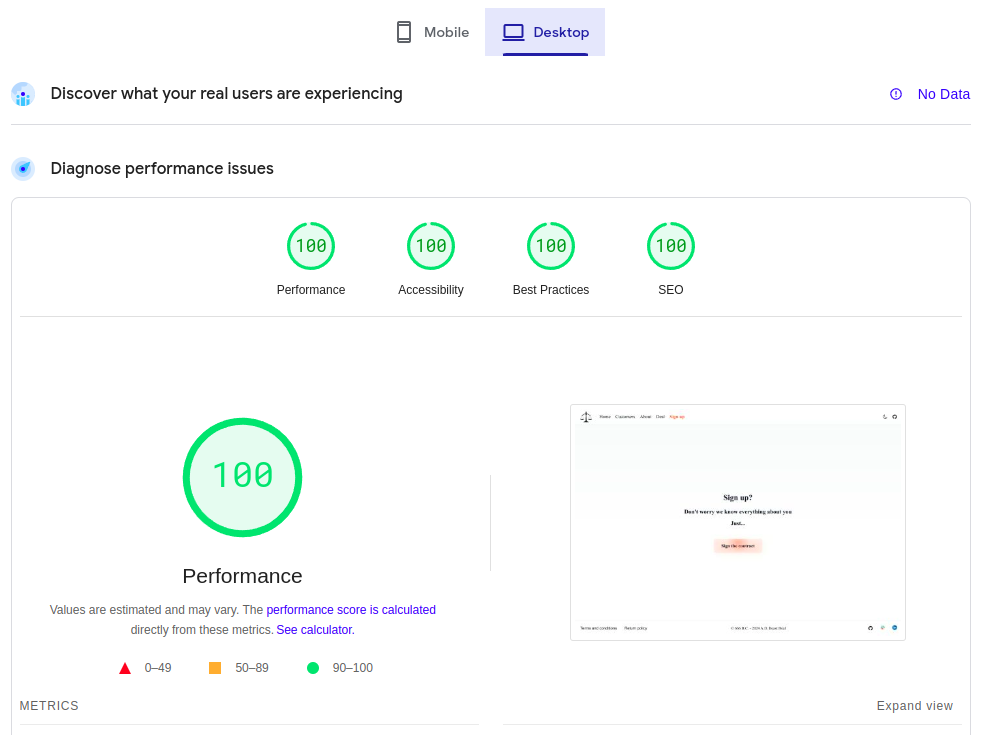 Mobile
Desktop
Discover what your real users are experiencing
No Data
Diagnose performance issues
100 100 100 100
Performance Accessibility Best Practices SEO
100
Performance
Values are estimated and may vary. The performance score is calculated
directly from these metrics. See calculator.
0–49 50–89 90–100
Home Customers About Deal Sign up
Sign up?
Don't worry we know everything about you
Just...
Sign the contract
Terms and conditions Return policy
METRICS
Expand view